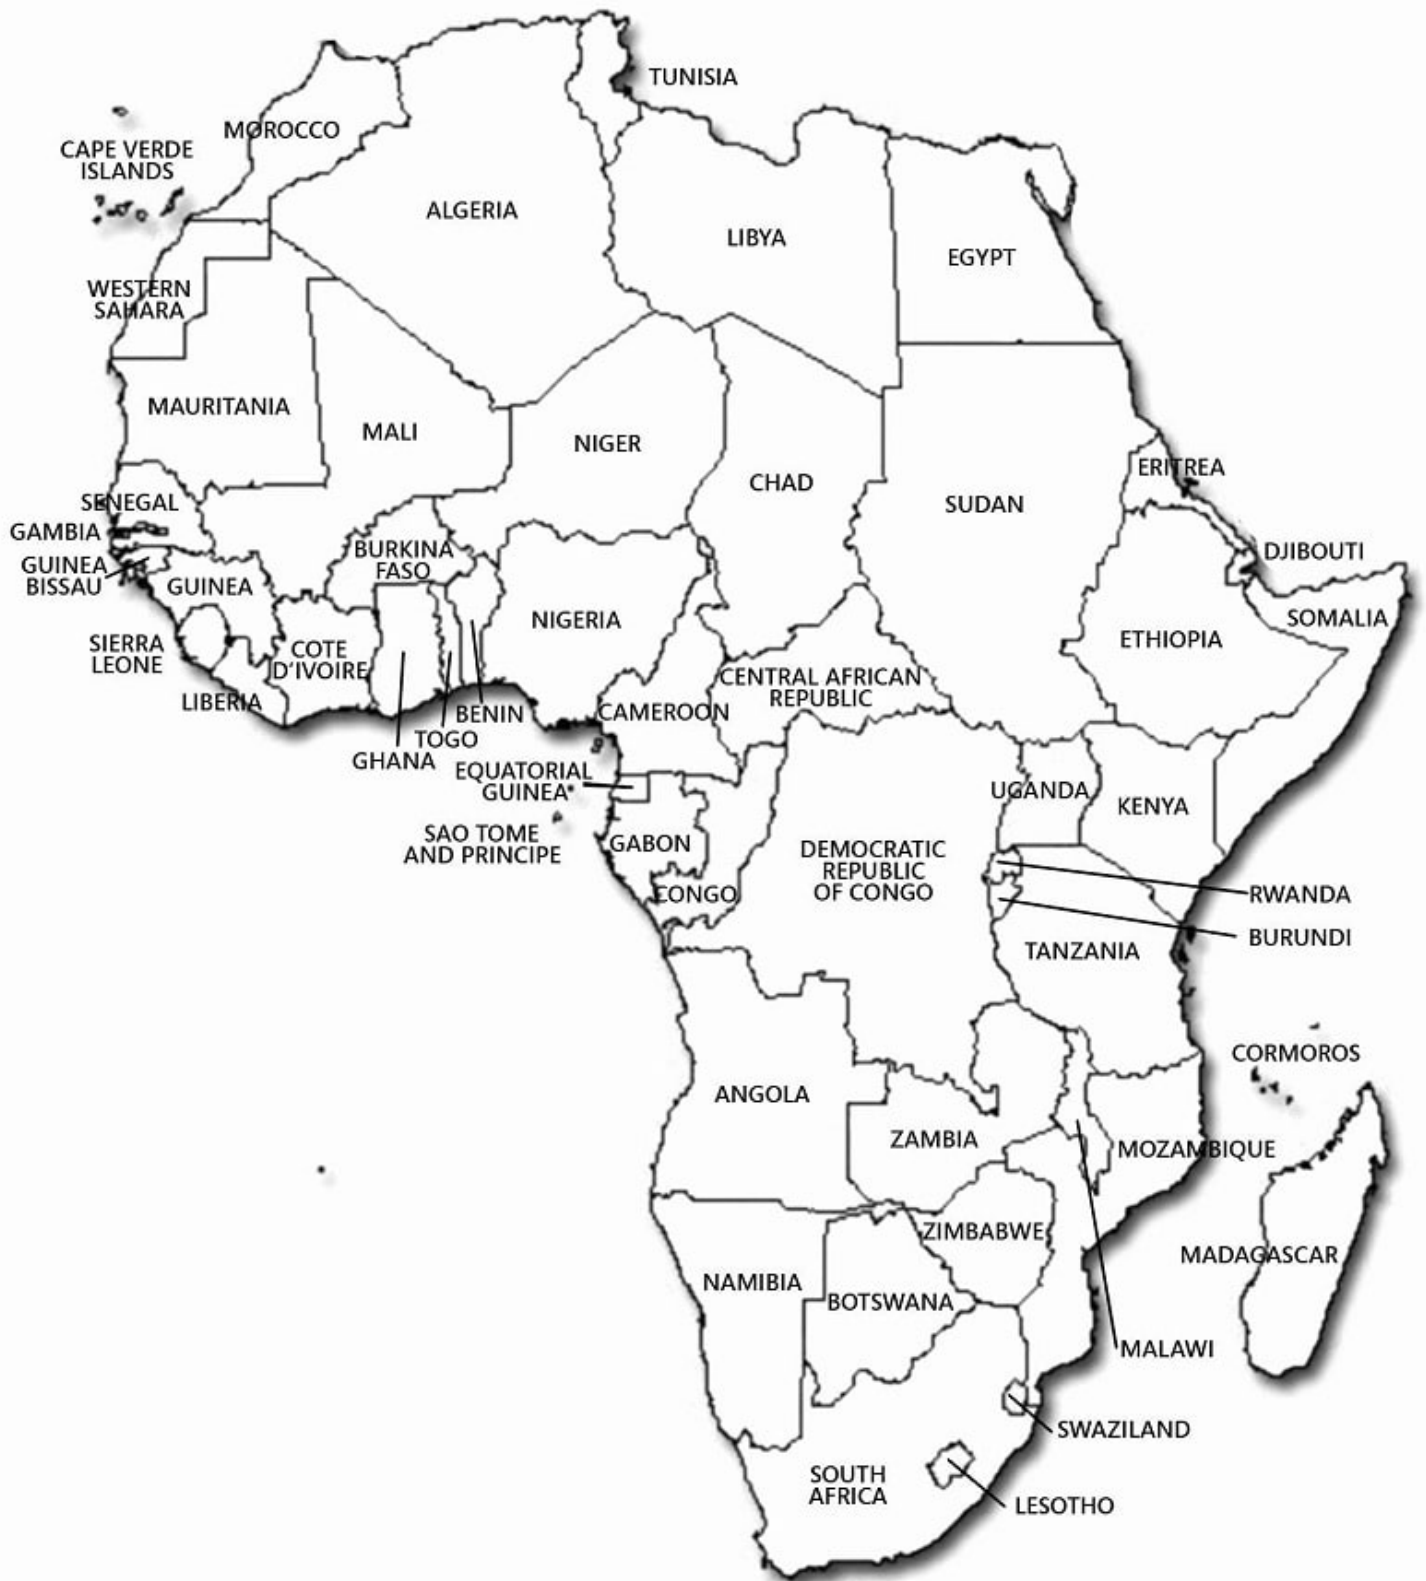 TUNISIA
MOROCCO
CAPE VERDE
ISLANDS
ALGERIA
LIBYA
EGYPT
WESTERN
SAHARA
MAURITANIA
MALI
NIGER
CHAD
SUDAN
ERITREA
SENEGAL
GAMBIA
GUINEA
BISSAU
GUINEA
BURKINA
FASO
DJIBOUTI
SOMALIA
ETHIOPIA
NIGERIA
SIERRA
LEONE
COTE
D'IVOIRE
LIBERIA
CENTRAL AFRICAN
REPUBLIC
CAMEROON
BENIN
TOGO
GHANA
EQUATORIAL
GUINEA
SAO TOME
AND PRINCIPE
GABON
CONGO
UGANDA
KENYA
DEMOCRATIC
REPUBLIC
OF CONGO
RWANDA
BURUNDI
TANZANIA
CORMOROS
ANGOLA
ZAMBIA
MOZAMBIQUE
ZIMBABWE
MADAGASCAR
NAMIBIA
BOTSWANA
MALAWI
SWAZILAND
SOUTH
AFRICA
LESOTHO